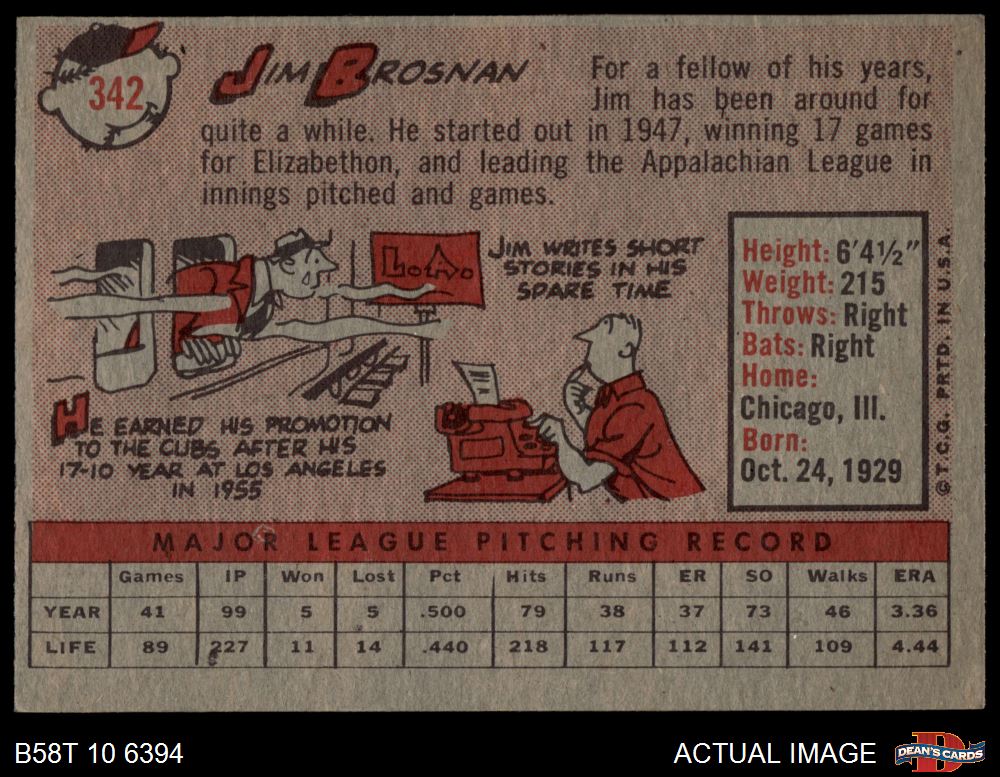 342
JIM BROSNAN
For a fellow of his years,
Jim has been around for
quite a while. He started out in 1947, winning 17 games
for Elizabethon, and leading the Appalachian League in
innings pitched and games.
L.A.
JIM WRITES SHORT
STORIES IN HIS
SPARE TIME
HE EARNED HIS PROMOTION
TO THE CUBS AFTER HIS
17-10 YEAR AT LOS ANGELES
IN 1955
Height: 6'4½"
Weight: 215
Throws: Right
Bats: Right
Home:
Chicago, Ill.
Born:
Oct. 24, 1929
© T.C.G. PRTD. IN U.S.A.
MAJOR LEAGUE PITCHING RECORD
Games IP Won Lost Pct Hits Runs ER SO Walks ERA
YEAR 41 99 5 5 .500 79 38 37 73 46 3.36
LIFE 89 227 11 14 .440 218 117 112 141 109 4.44
B58T 10 6394
ACTUAL IMAGE
DEAN'S CARDS